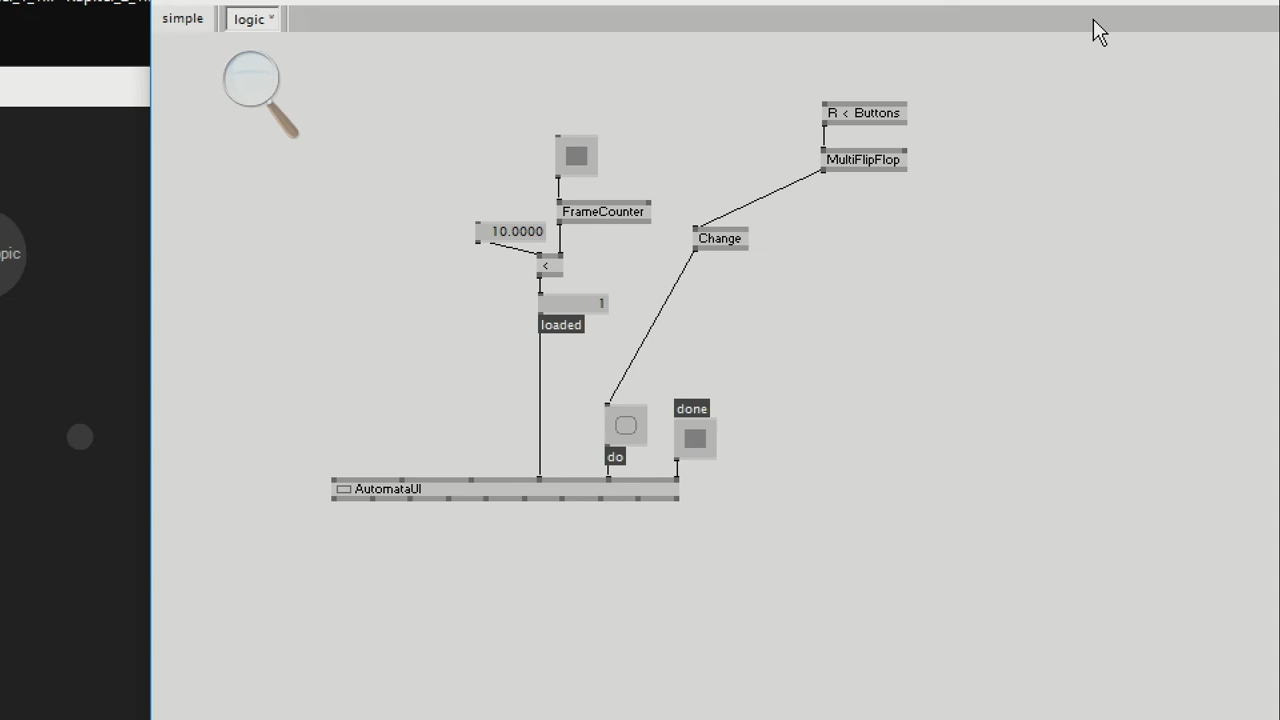 simple
logic *
R < Buttons
MultiFlipFlop
FrameCounter
10.0000
Change
<
1
loaded
done
do
AutomataUI